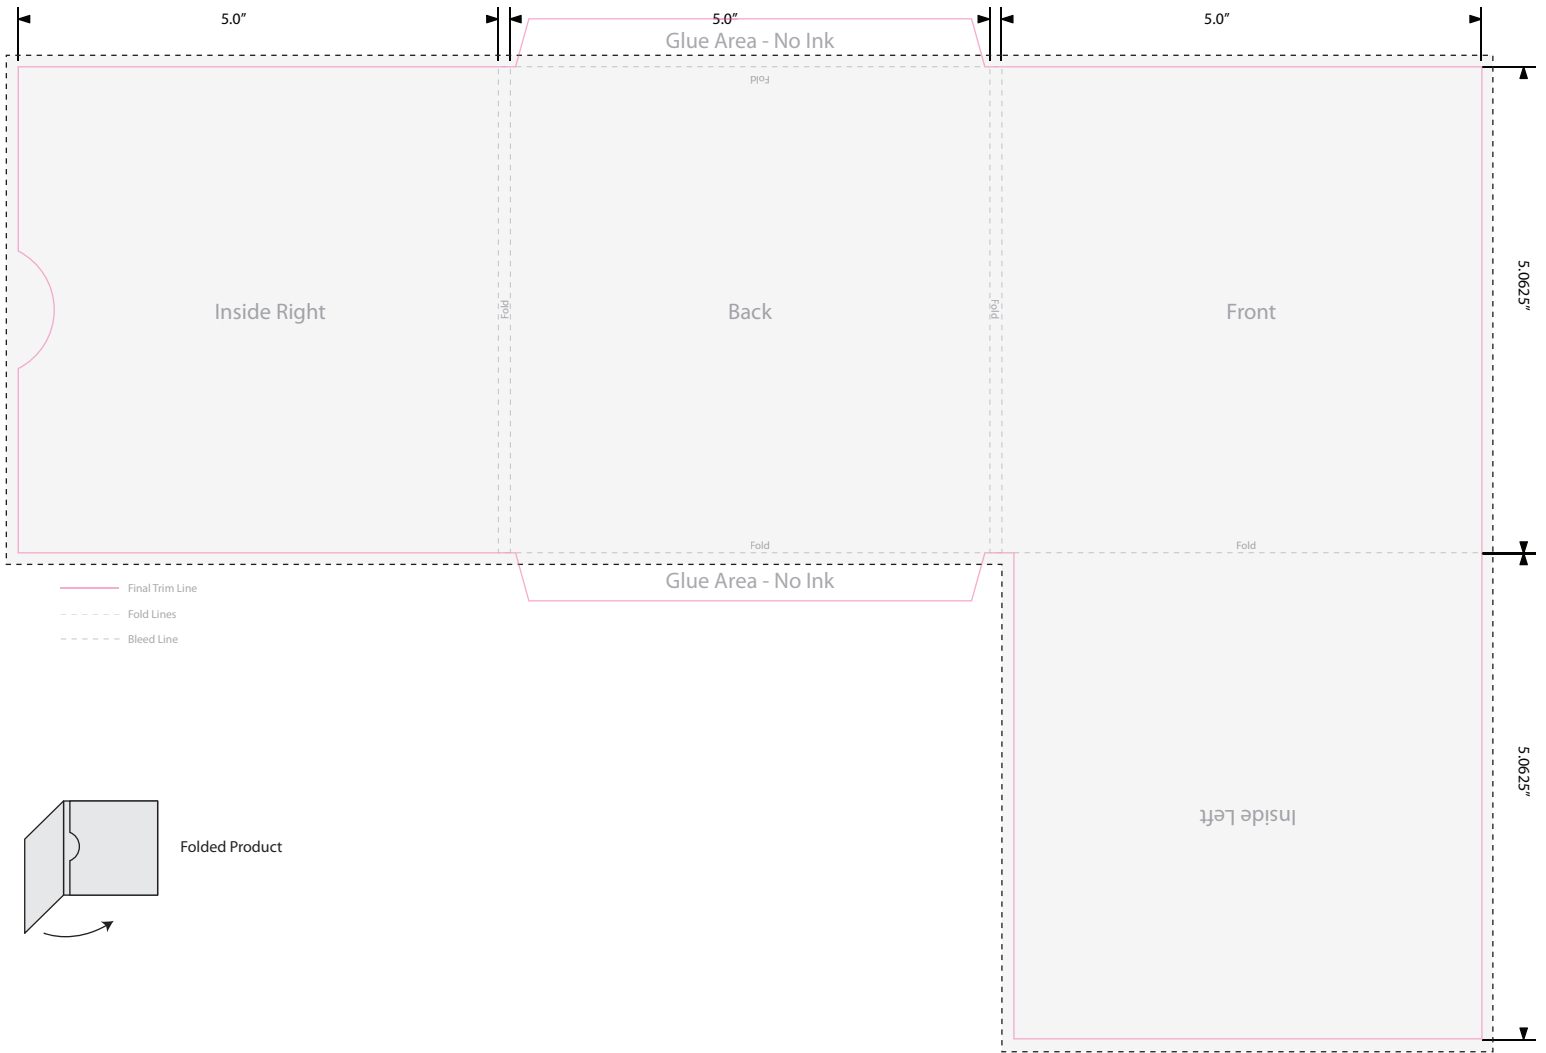 5.0"
5.0"
5.0"
Glue Area - No Ink
Fold
5.0625"
Inside Right
Fold
Back
Fold
Front
Fold
Fold
Glue Area - No Ink
Final Trim Line
Fold Lines
Bleed Line
5.0625"
Inside Left
Folded Product